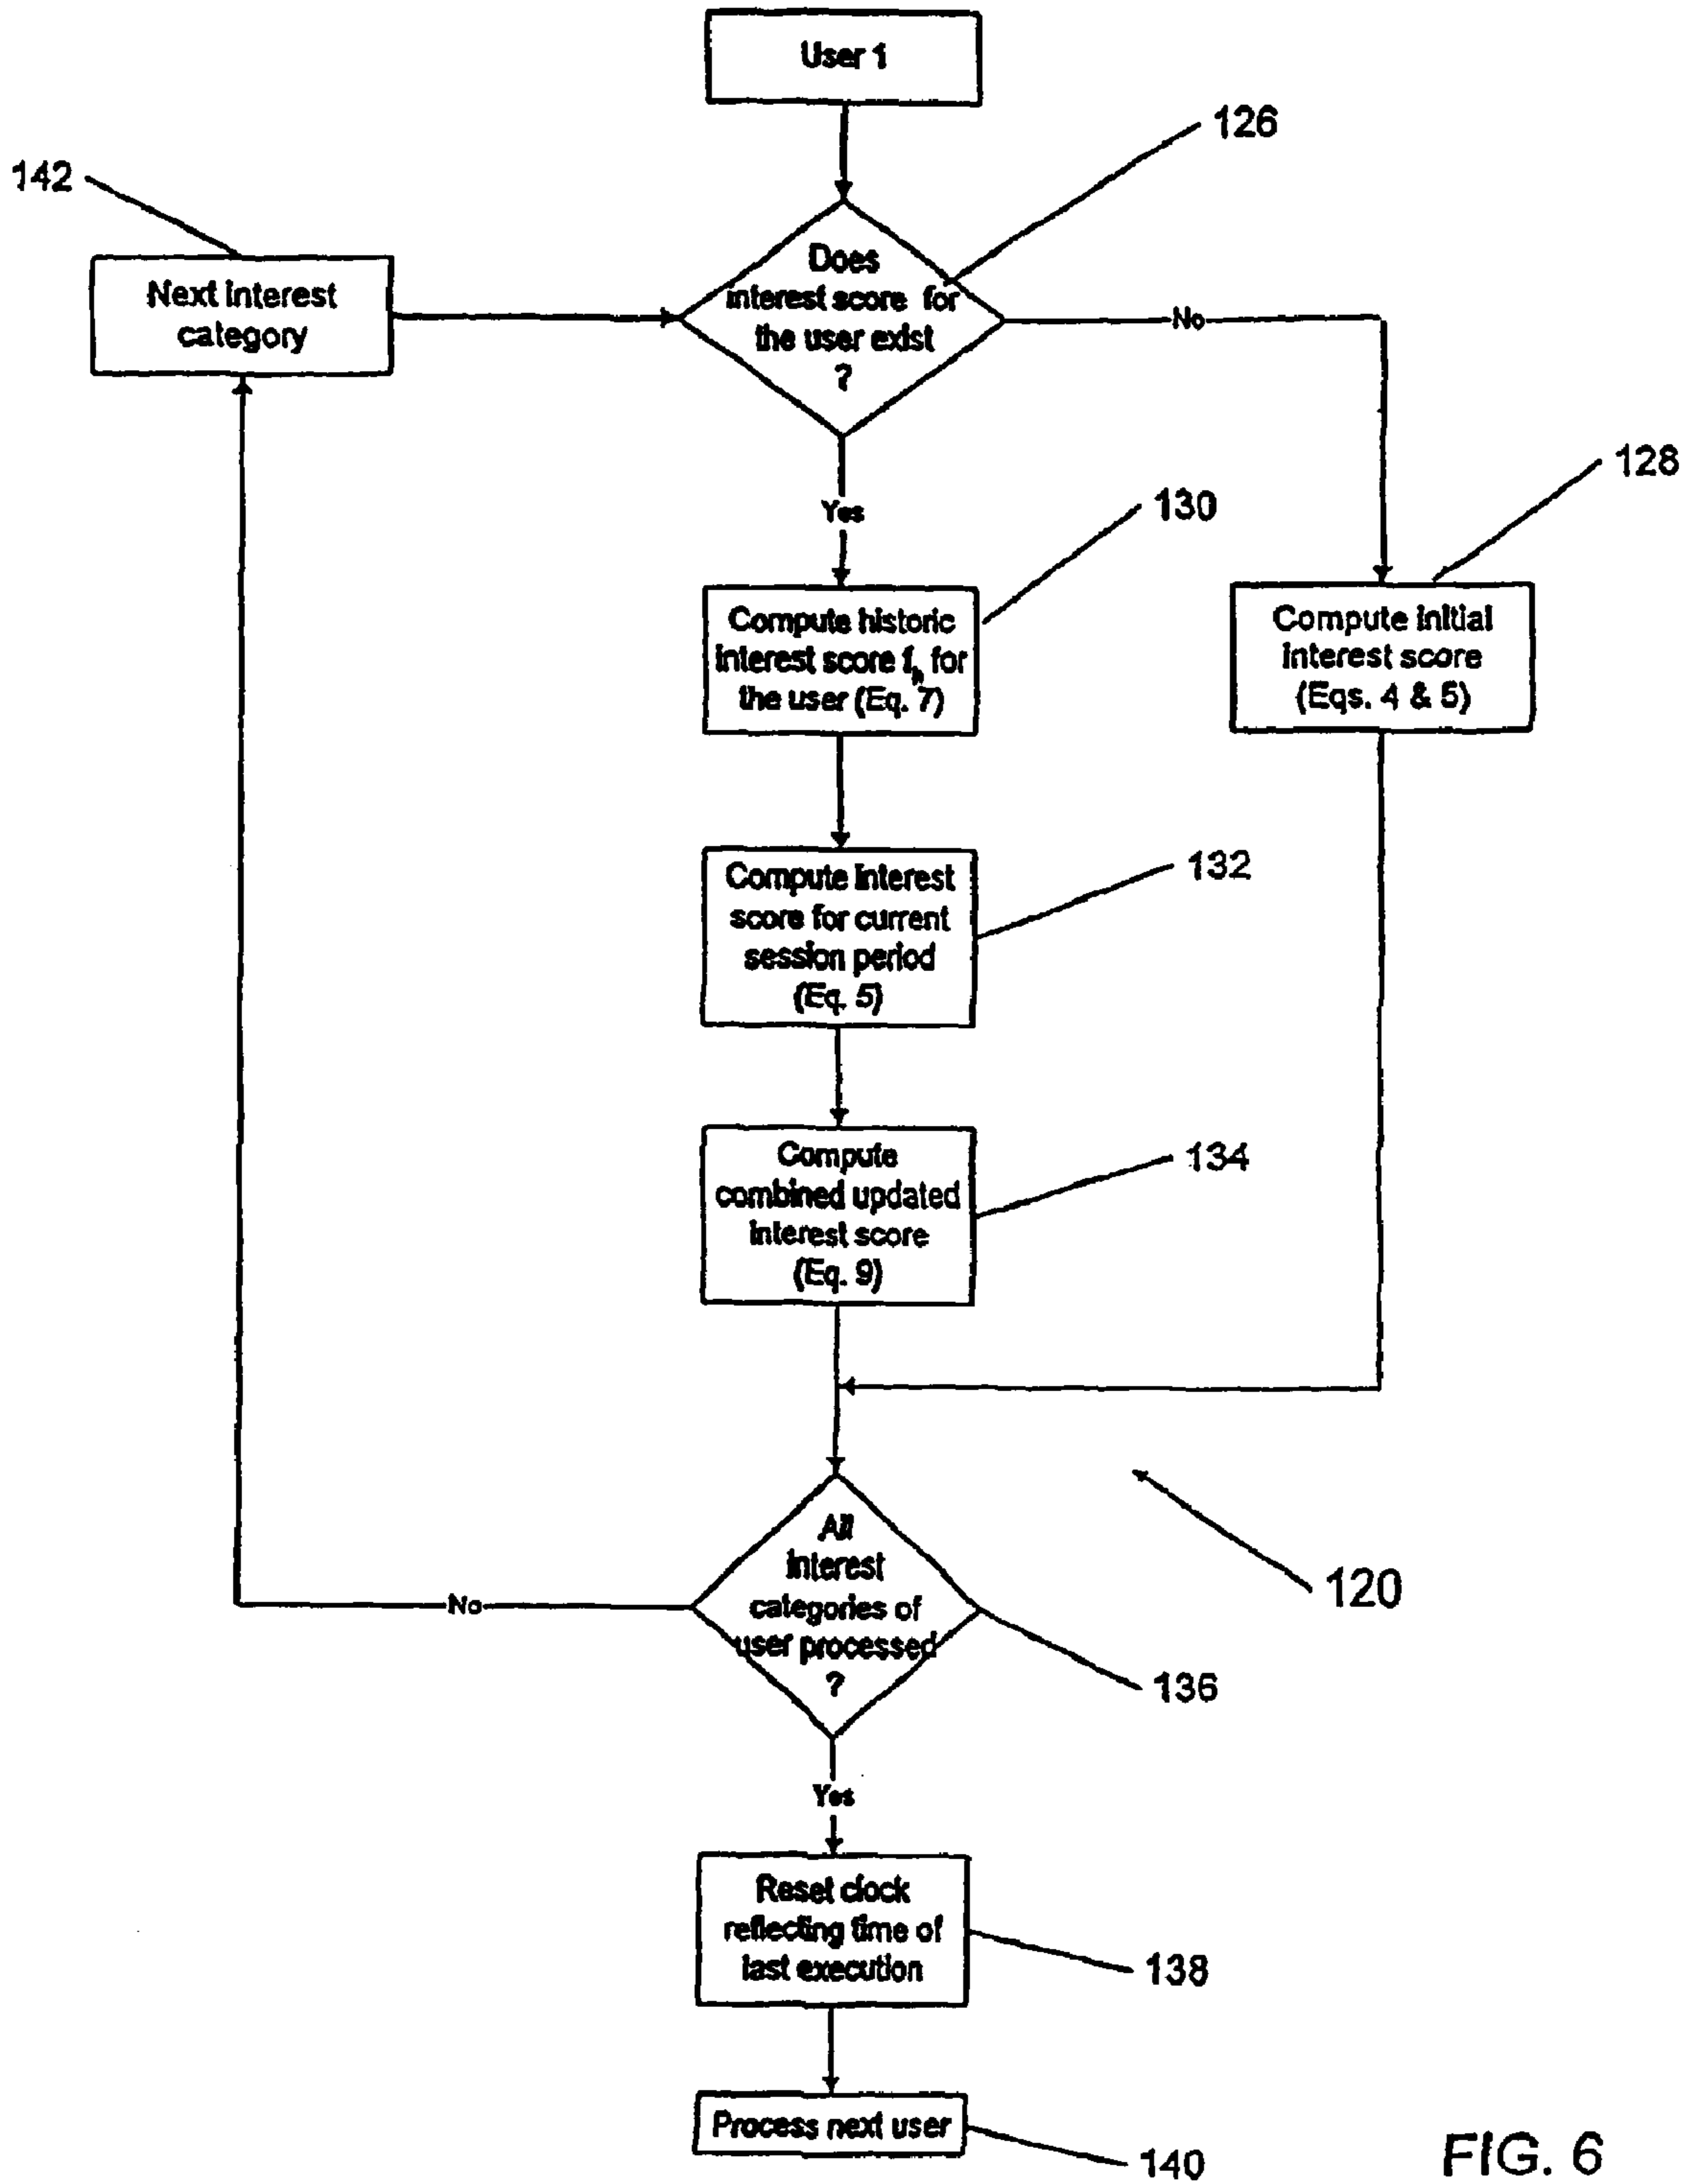 User 1
126
142
Does
interest score for
the user exist
?
Next interest
category
No
128
Yes
130
Compute historic
interest score fh for
the user (Eq. 7)
Compute initial
interest score
(Eqs. 4 & 5)
132
Compute interest
score for current
session period
(Eq. 5)
134
Compute
combined updated
interest score
(Eq. 9)
All
interest
categories of
user processed
?
120
No
136
Yes
Reset clock
reflecting time of
last execution
138
Process next user
140
FIG. 6